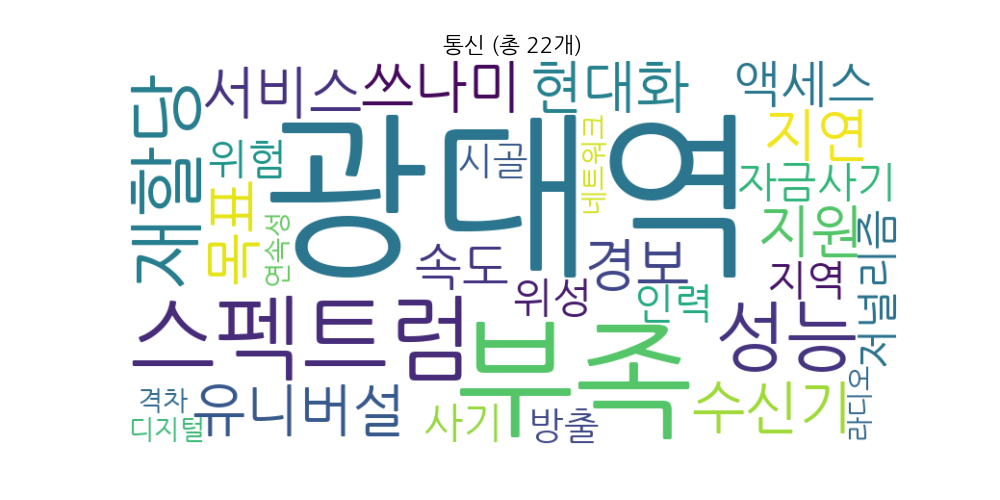 통신 (총 22개)
서비스
쓰나미
현대화
액세스
재할당
광대역
지연
위험
시골
네트워크
자금사기
목표
연속성
지원
속도
경보
저널리즘
지역
위성
인력
스펙트럼
부족
성능
유니버설
격차
디지털
사기
방출
수신기
라디오